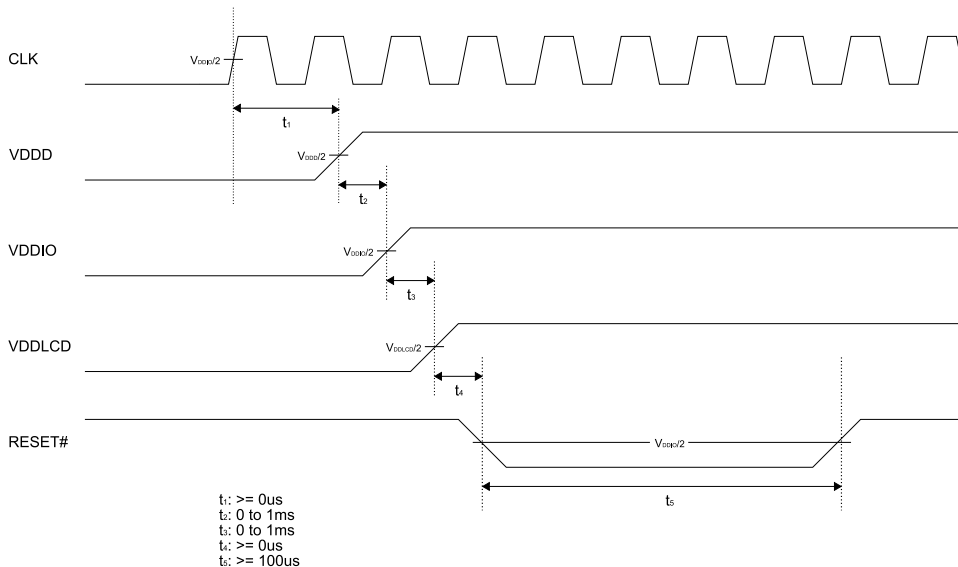 CLK
VDDIO/2
t1
VDDD
VDDD/2
t2
VDDIO
VDDIO/2
t3
VDDLCD
VDDLCD/2
t4
RESET#
VDDIO/2
t5
t1: >= 0us
t2: 0 to 1ms
t3: 0 to 1ms
t4: >= 0us
t5: >= 100us